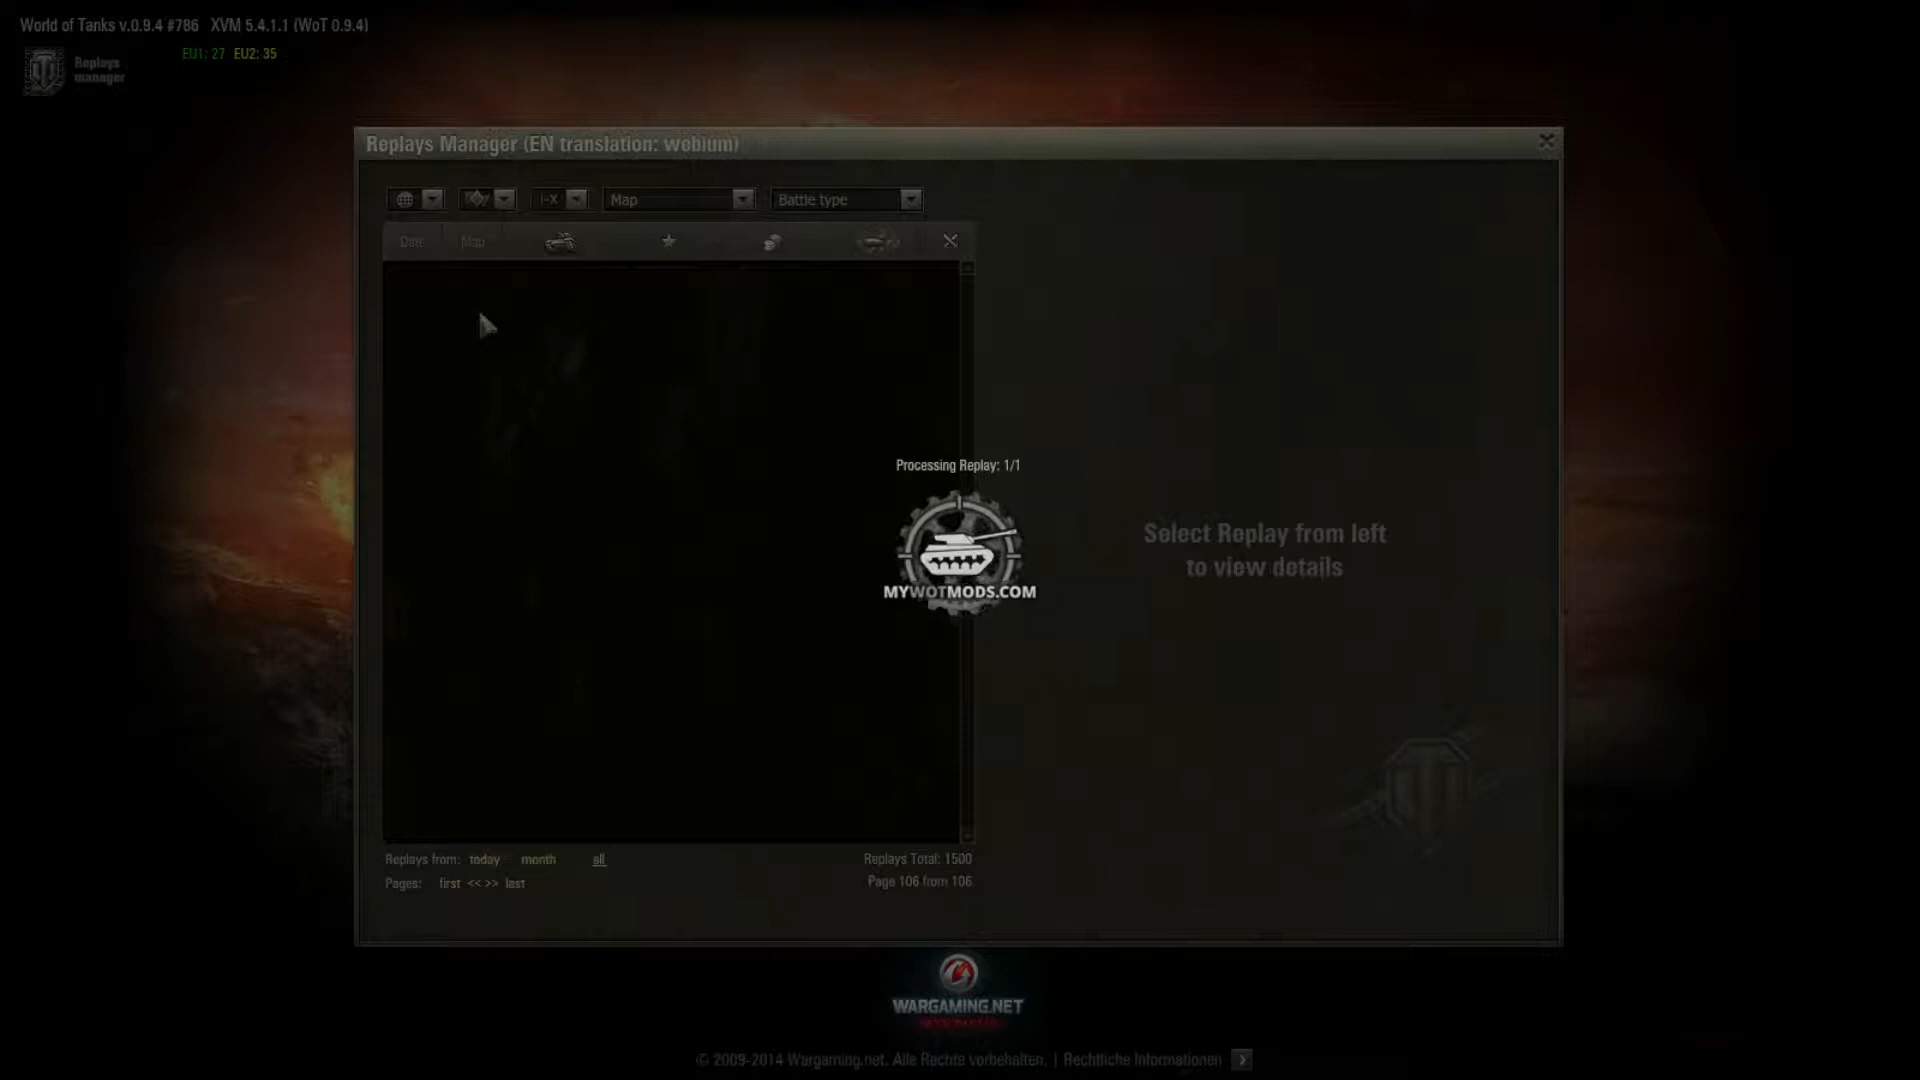 World of Tanks v.0.9.4 #786 XVM 5.4.1.1 (WoT 0.9.4)
EU1: 27 EU2: 35
Replays
manager
Replays Manager (EN translation: webium)
I-X Map Battle type
Date Map
Processing Replay: 1/1
Select Replay from left
to view details
MYWOTMODS.COM
Replays from: today month all
Replays Total: 1500
Pages: first << >> last
Page 106 from 106
WARGAMING.NET
© 2009-2014 Wargaming.net. Alle Rechte vorbehalten. | Rechtliche Informationen